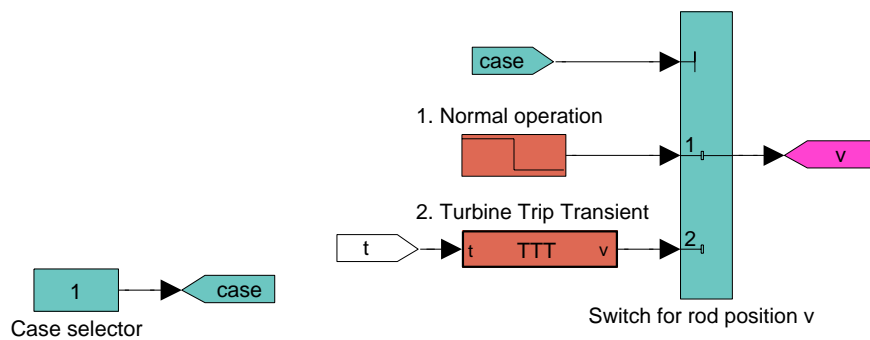 case
1. Normal operation
1
v
2. Turbine Trip Transient
t
t TTT v
2
1
case
Case selector
Switch for rod position v